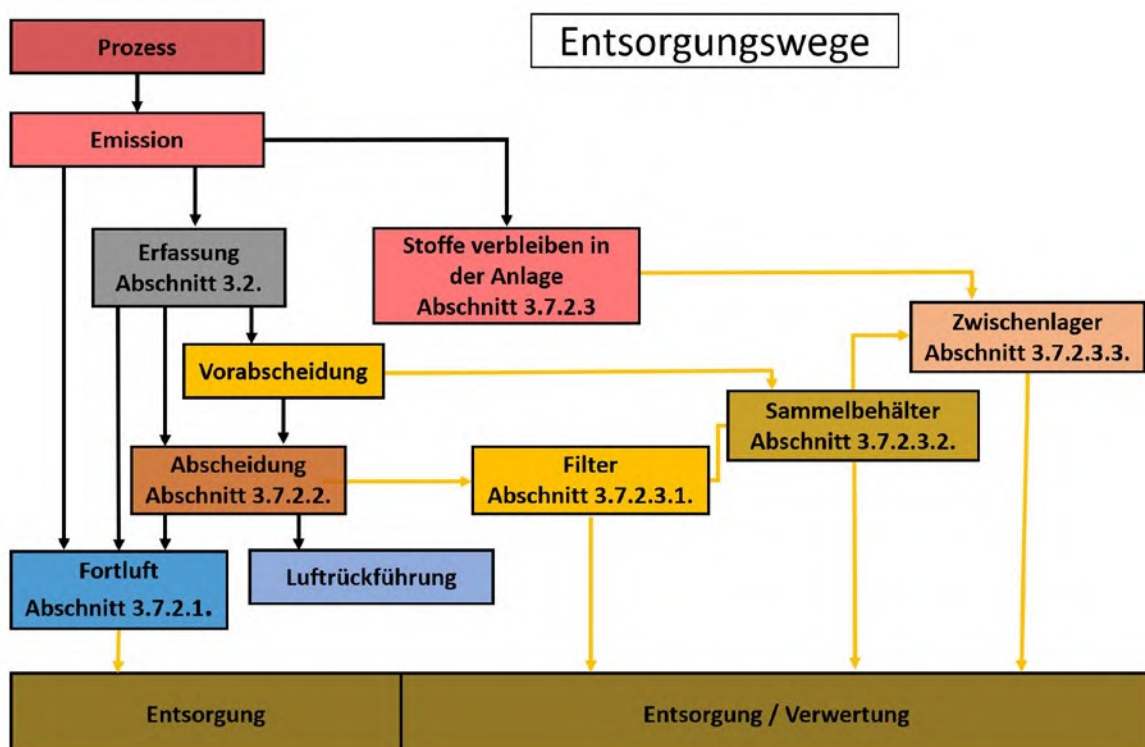 Entsorgungswege
Prozess
Emission
Erfassung
Abschnitt 3.2.
Stoffe verbleiben in
der Anlage
Abschnitt 3.7.2.3
Zwischenlager
Abschnitt 3.7.2.3.3.
Vorabscheidung
Sammelbehälter
Abschnitt 3.7.2.3.2.
Abscheidung
Abschnitt 3.7.2.2.
Filter
Abschnitt 3.7.2.3.1.
Fortluft
Abschnitt 3.7.2.1.
Luftrückführung
Entsorgung
Entsorgung / Verwertung